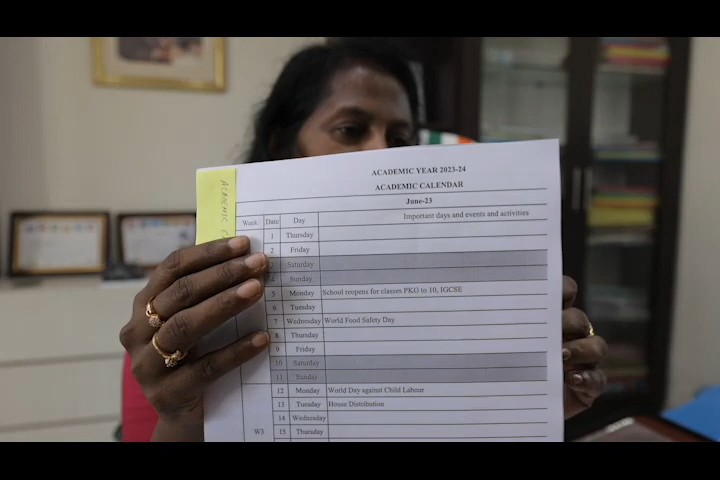 ACADEMIC
ACADEMIC YEAR 2023-24
ACADEMIC CALENDAR
June-23
Week Date Day Important days and events and activities
1 Thursday
2 Friday
3 Saturday
4 Sunday
5 Monday School reopens for classes PKG to 10, IGCSE
6 Tuesday
7 Wednesday World Food Safety Day
8 Thursday
9 Friday
10 Saturday
11 Sunday
12 Monday World Day against Child Labour
13 Tuesday House Distribution
14 Wednesday
W3 15 Thursday